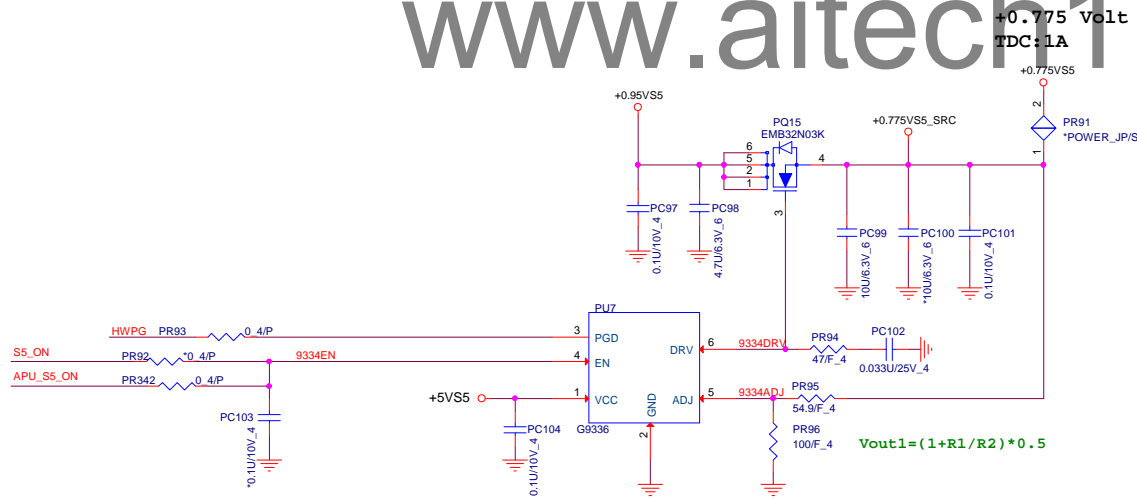 www.aitech1
+0.775 Volt
TDC:1A
+0.775VS5
+0.95VS5
PQ15
EMB32N03K
+0.775VS5_SRC
2
PR91
*POWER_JP/S
1
6
5
2
1
4
3
PC97
0.1U/10V_4
PC98
4.7U/6.3V_6
PC99
10U/6.3V_6
PC100
*10U/6.3V_6
PC101
0.1U/10V_4
PU7
HWPG
PR93
0_4/P
3
PGD
S5_ON
PR92
*0_4/P
9334EN
4
EN
APU_S5_ON
PR342
0_4/P
DRV
6
9334DRV
PR94
47/F_4
PC102
0.033U/25V_4
+5VS5
1
VCC
GND
2
ADJ
5
9334ADJ
PR95
54.9/F_4
PC103
*0.1U/10V_4
PC104
0.1U/10V_4
G9336
PR96
100/F_4
Vout1=(1+R1/R2)*0.5